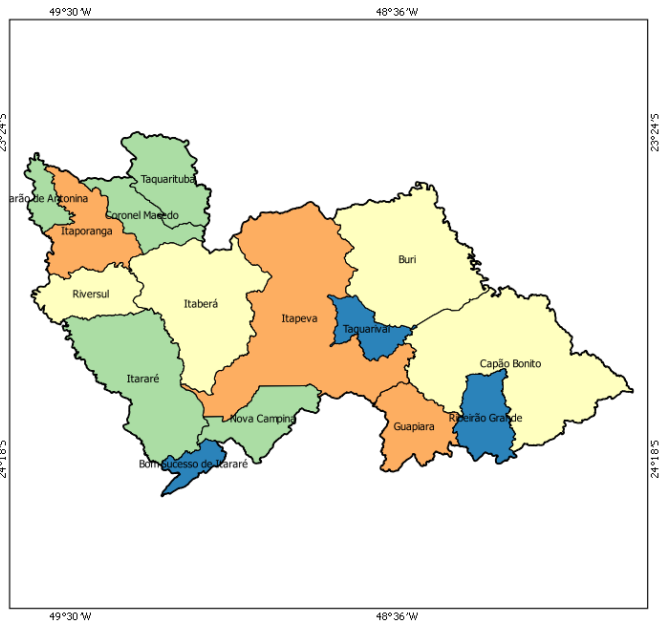 49°30´W 48°36´W
23°24´S 23°24´S
Taquarituba
arão de Antonina
Coronel Macedo
Itaporanga
Buri
Riversul
Itaberá
Itapeva
Taquarivaí
Capão Bonito
Itararé
Nova Campina
Ribeirão Grande
Guapiara
Bom Sucesso de Itararé
24°18´S 24°18´S
49°30´W 48°36´W